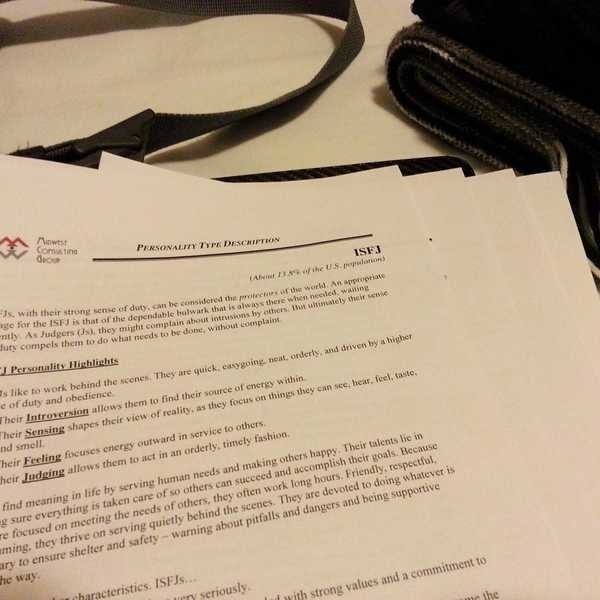 MIDWEST
CONSULTING
GROUP
PERSONALITY TYPE DESCRIPTION
ISFJ
(About 13.8% of the U.S. population)
FJs, with their strong sense of duty, can be considered the protectors of the world. An appropriate
age for the ISFJ is that of the dependable bulwark that is always there when needed, waiting
ently. As Judgers (Js), they might complain about intrusions by others. But ultimately their sense
duty compels them to do what needs to be done, without complaint.
J Personality Highlights
Js like to work behind the scenes. They are quick, easygoing, neat, orderly, and driven by a higher
e of duty and obedience.
Their Introversion allows them to find their source of energy within.
Their Sensing shapes their view of reality, as they focus on things they can see, hear, feel, taste,
and smell.
Their Feeling focuses energy outward in service to others.
Their Judging allows them to act in an orderly, timely fashion.
find meaning in life by serving human needs and making others happy. Their talents lie in
ng sure everything is taken care of so others can succeed and accomplish their goals. Because
re focused on meeting the needs of others, they often work long hours. Friendly, respectful,
uming, they thrive on serving quietly behind the scenes. They are devoted to doing whatever is
ary to ensure shelter and safety – warning about pitfalls and dangers and being supportive
he way.
characteristics. ISFJs…
very seriously.
with strong values and a commitment to
the